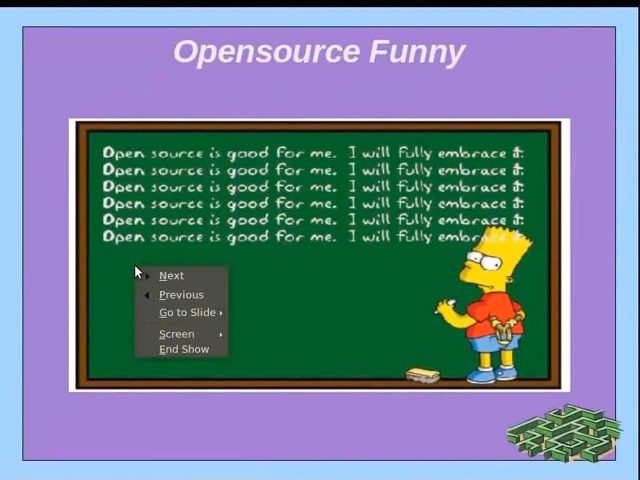 Opensource Funny
Open source is good for me. I will fully embrace it.
Open source is good for me. I will fully embrace it.
Open source is good for me. I will fully embrace it.
Open source is good for me. I will fully embrace it.
Open source is good for me. I will fully embrace it.
Open source is good for me. I will fully embrace it.
Next
Previous
Go to Slide
Screen
End Show